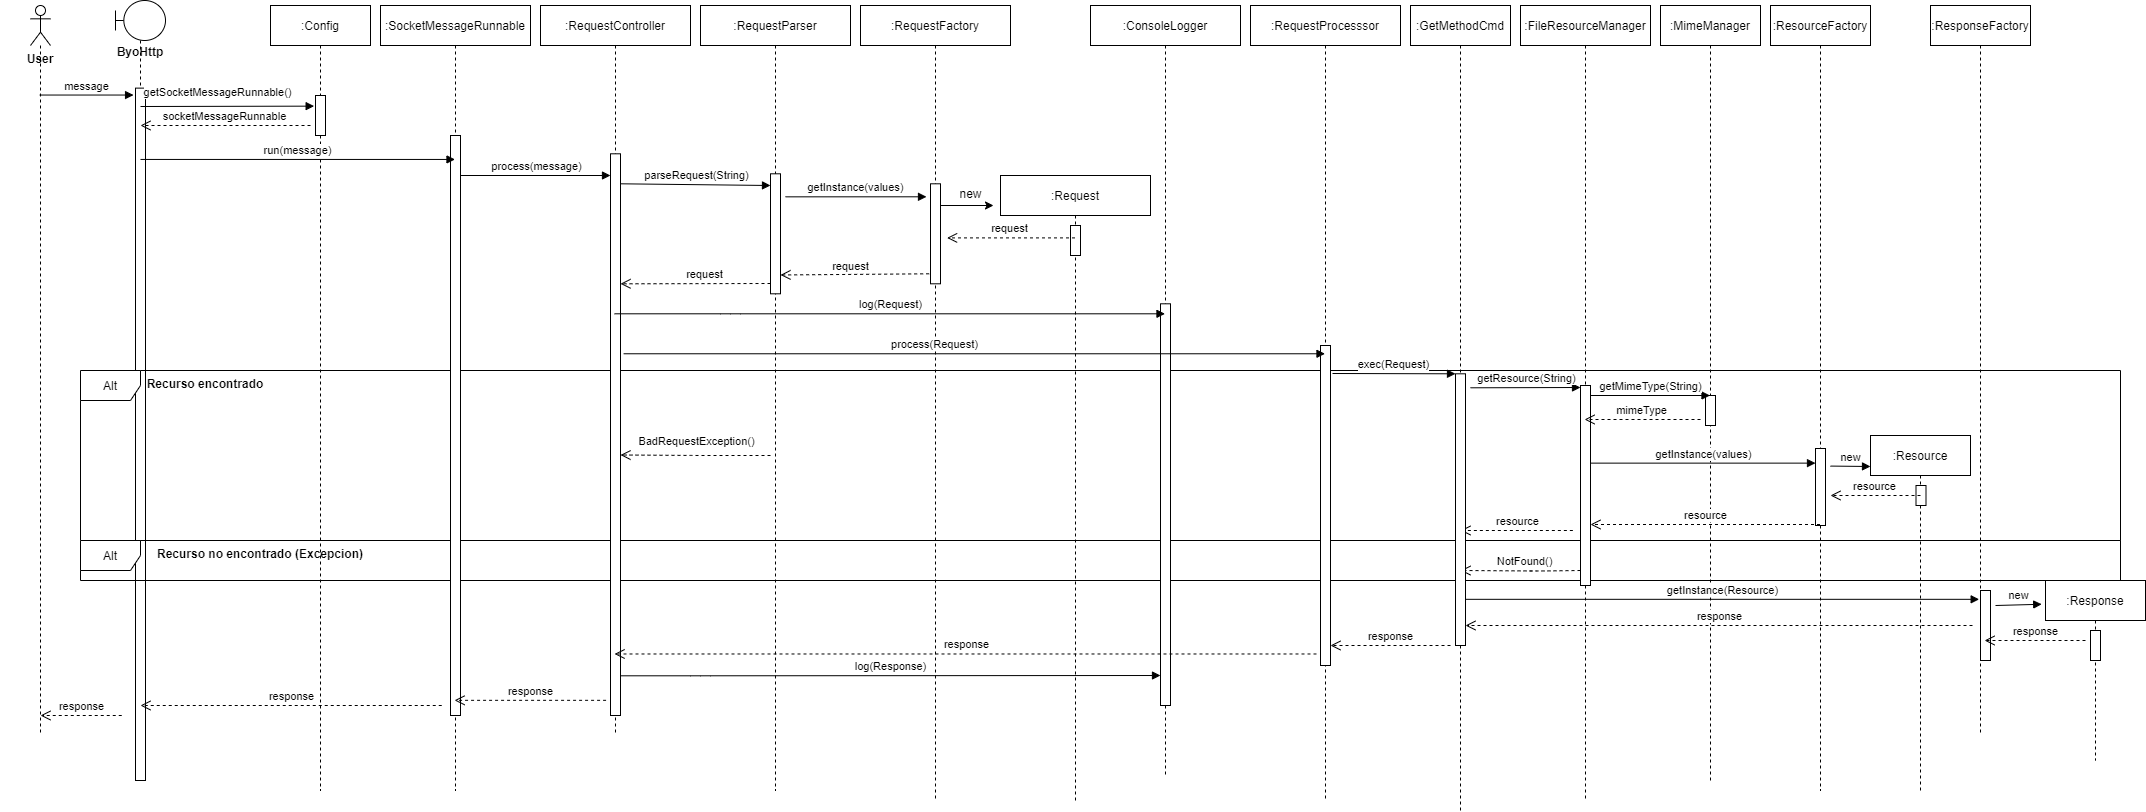 :Config
:SocketMessageRunnable
:RequestController
:RequestParser
:RequestFactory
:ConsoleLogger
:RequestProcesssor
:GetMethodCmd
:FileResourceManager
:MimeManager
:ResourceFactory
:ResponseFactory
User
ByoHttp
message
getSocketMessageRunnable()
socketMessageRunnable
run(message)
process(message)
parseRequest(String)
getInstance(values)
new
:Request
request
request
request
log(Request)
process(Request)
exec(Request)
Alt
Recurso encontrado
getResource(String)
getMimeType(String)
mimeType
BadRequestException()
getInstance(values)
new
:Resource
resource
resource
resource
Alt
Recurso no encontrado (Excepcion)
NotFound()
getInstance(Resource)
new
:Response
response
response
response
response
log(Response)
response
response
response